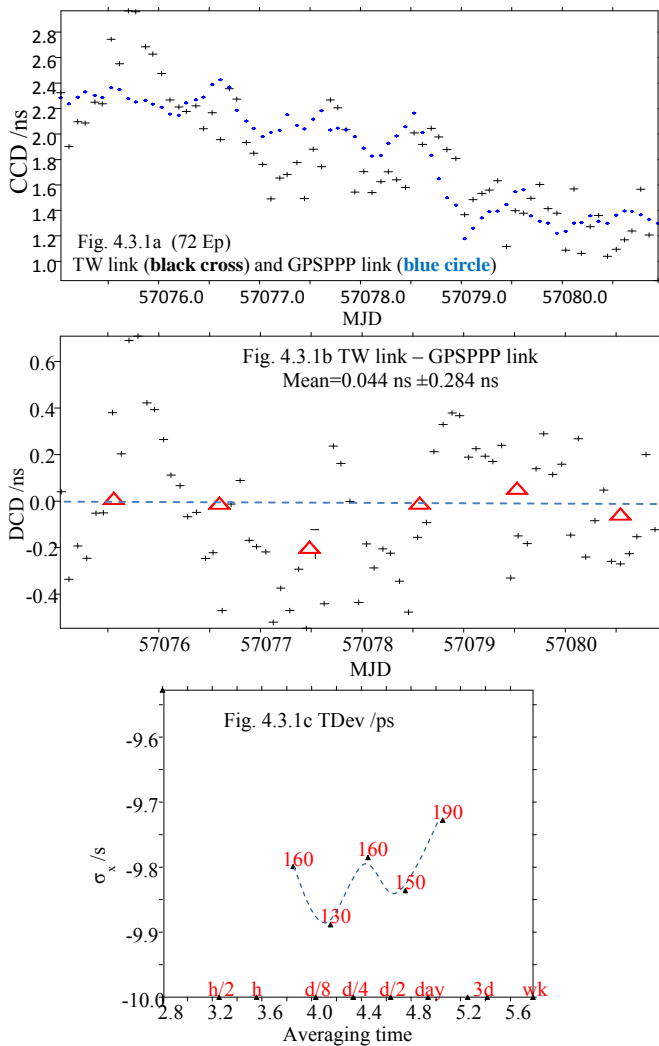 2.8
2.6
2.4
2.2
2.0
1.8
1.6
1.4
1.2
1.0
CCD /ns
Fig. 4.3.1a (72 Ep)
TW link (black cross) and GPSPPP link (blue circle)
57076.0 57077.0 57078.0 57079.0 57080.0
MJD
Fig. 4.3.1b TW link – GPSPPP link
Mean=0.044 ns ±0.284 ns
0.6
0.4
0.2
0.0
-0.2
-0.4
DCD /ns
57076 57077 57078 57079 57080
MJD
Fig. 4.3.1c TDev /ps
-9.6
-9.7
-9.8
-9.9
-10.0
σx /s
160 130 160 150 190
h/2 h d/8 d/4 d/2 day 3d wk
2.8 3.2 3.6 4.0 4.4 4.8 5.2 5.6
Averaging time